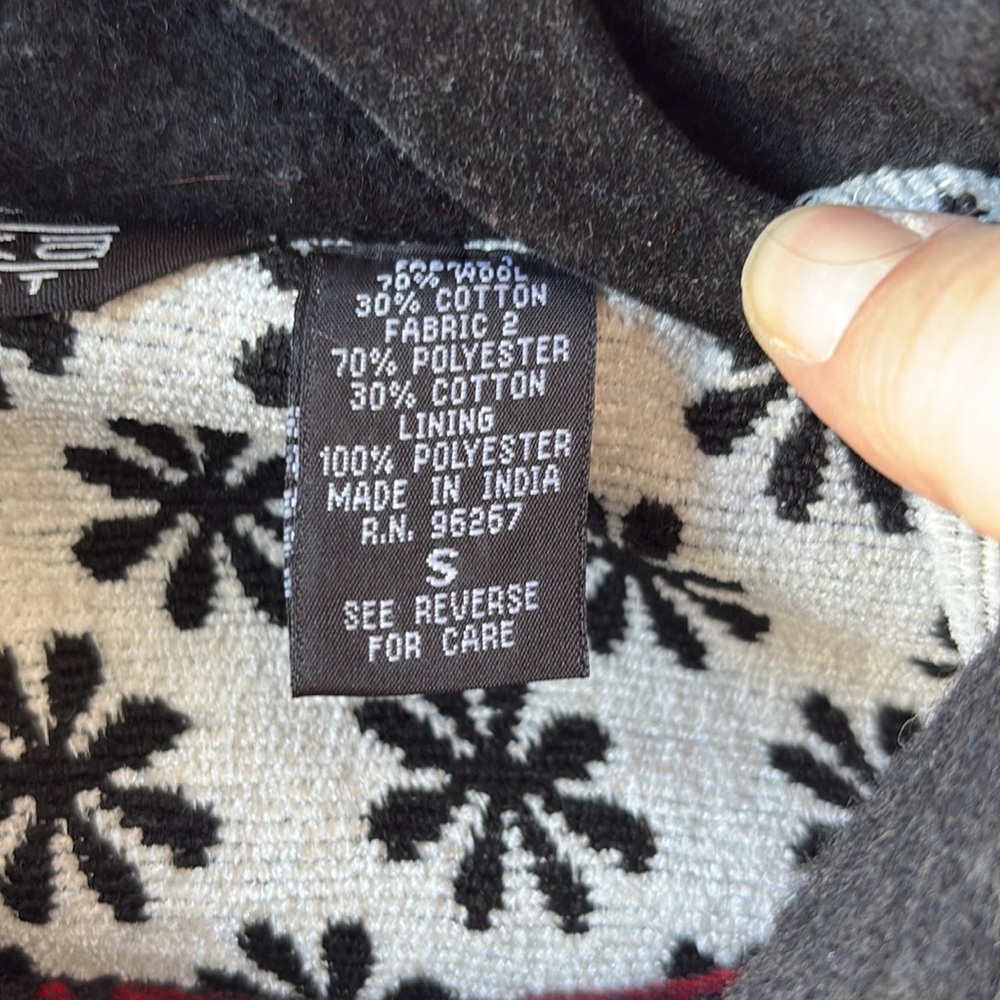 70% WOOL
30% COTTON
FABRIC 2
70% POLYESTER
30% COTTON
LINING
100% POLYESTER
MADE IN INDIA
R.N. 96267
S
SEE REVERSE
FOR CARE